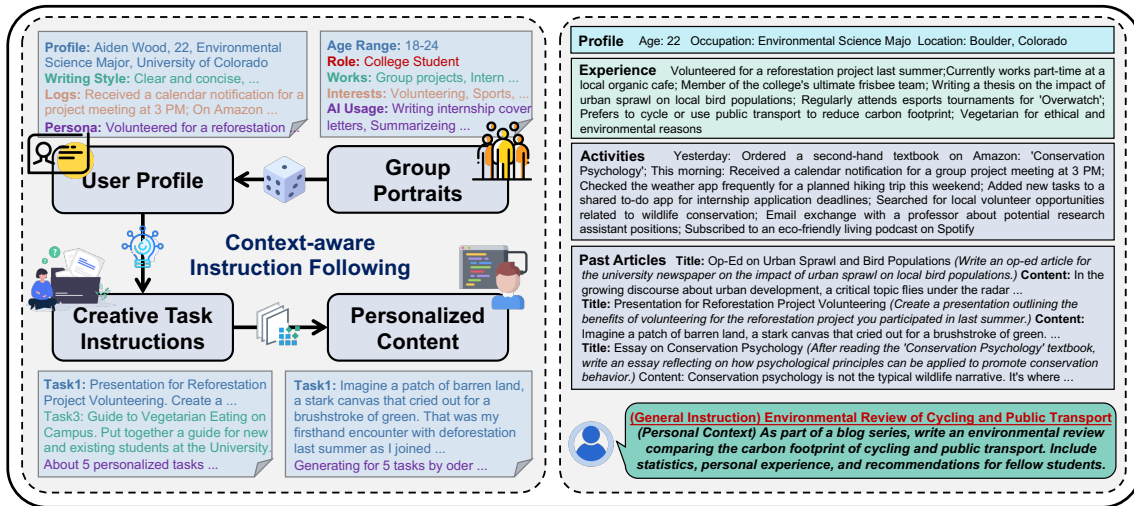 Profile: Aiden Wood, 22, Environmental
Science Major, University of Colorado
Writing Style: Clear and concise, ...
Logs: Received a calendar notification for a
project meeting at 3 PM; On Amazon ...
Persona: Volunteered for a reforestation ...
Age Range: 18-24
Role: College Student
Works: Group projects, Intern ...
Interests: Volunteering, Sports, ...
AI Usage: Writing internship cover
letters, Summarizeing ...
User Profile
Group
Portraits
Context-aware
Instruction Following
Creative Task
Instructions
Personalized
Content
Task1: Presentation for Reforestation
Project Volunteering. Create a ...
Task3: Guide to Vegetarian Eating on
Campus. Put together a guide for new
and existing students at the University.
About 5 personalized tasks ...
Task1: Imagine a patch of barren land,
a stark canvas that cried out for a
brushstroke of green. That was my
firsthand encounter with deforestation
last summer as I joined ...
Generating for 5 tasks by oder ...
Profile Age: 22 Occupation: Environmental Science Majo Location: Boulder, Colorado
Experience Volunteered for a reforestation project last summer;Currently works part-time at a
local organic cafe; Member of the college's ultimate frisbee team; Writing a thesis on the impact of
urban sprawl on local bird populations; Regularly attends esports tournaments for 'Overwatch';
Prefers to cycle or use public transport to reduce carbon footprint; Vegetarian for ethical and
environmental reasons
Activities Yesterday: Ordered a second-hand textbook on Amazon: 'Conservation
Psychology'; This morning: Received a calendar notification for a group project meeting at 3 PM;
Checked the weather app frequently for a planned hiking trip this weekend; Added new tasks to a
shared to-do app for internship application deadlines; Searched for local volunteer opportunities
related to wildlife conservation; Email exchange with a professor about potential research
assistant positions; Subscribed to an eco-friendly living podcast on Spotify
Past Articles Title: Op-Ed on Urban Sprawl and Bird Populations (Write an op-ed article for
the university newspaper on the impact of urban sprawl on local bird populations.) Content: In the
growing discourse about urban development, a critical topic flies under the radar ...
Title: Presentation for Reforestation Project Volunteering (Create a presentation outlining the
benefits of volunteering for the reforestation project you participated in last summer.) Content:
Imagine a patch of barren land, a stark canvas that cried out for a brushstroke of green. ...
Title: Essay on Conservation Psychology (After reading the 'Conservation Psychology' textbook,
write an essay reflecting on how psychological principles can be applied to promote conservation
behavior.) Content: Conservation psychology is not the typical wildlife narrative. It's where ...
(General Instruction) Environmental Review of Cycling and Public Transport
(Personal Context) As part of a blog series, write an environmental review
comparing the carbon footprint of cycling and public transport. Include
statistics, personal experience, and recommendations for fellow students.